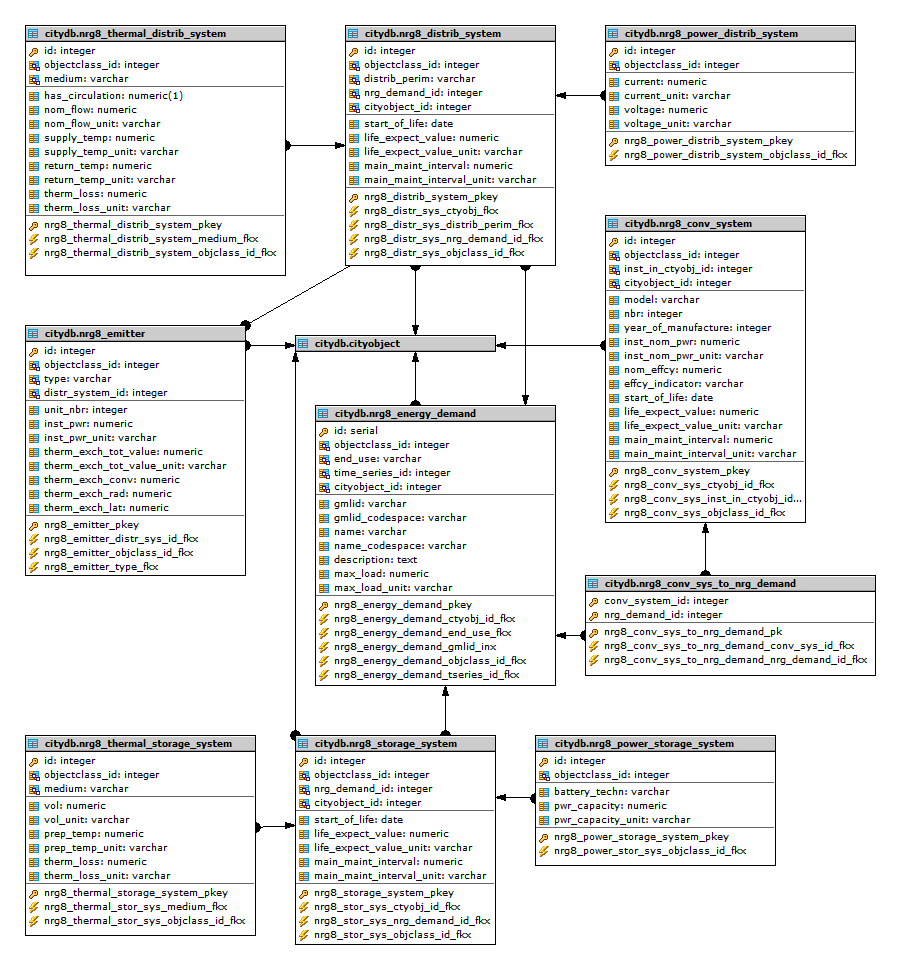 citydb.nrg8_thermal_distrib_system
id: integer
objectclass_id: integer
medium: varchar
has_circulation: numeric(1)
nom_flow: numeric
nom_flow_unit: varchar
supply_temp: numeric
supply_temp_unit: varchar
return_temp: numeric
return_temp_unit: varchar
therm_loss: numeric
therm_loss_unit: varchar
nrg8_thermal_distrib_system_pkey
nrg8_thermal_distrib_system_medium_fkx
nrg8_thermal_distrib_system_objclass_id_fkx
citydb.nrg8_distrib_system
id: integer
objectclass_id: integer
distrib_perim: varchar
nrg_demand_id: integer
cityobject_id: integer
start_of_life: date
life_expect_value: numeric
life_expect_value_unit: varchar
main_maint_interval: numeric
main_maint_interval_unit: varchar
nrg8_distrib_system_pkey
nrg8_distr_sys_ctyobj_fkx
nrg8_distr_sys_distrib_perim_fkx
nrg8_distr_sys_nrg_demand_id_fkx
nrg8_distr_sys_objclass_id_fkx
citydb.nrg8_power_distrib_system
id: integer
objectclass_id: integer
current: numeric
current_unit: varchar
voltage: numeric
voltage_unit: varchar
nrg8_power_distrib_system_pkey
nrg8_power_distrib_system_objclass_id_fkx
citydb.nrg8_conv_system
id: integer
objectclass_id: integer
inst_in_ctyobj_id: integer
cityobject_id: integer
model: varchar
nbr: integer
year_of_manufacture: integer
inst_nom_pwr: numeric
inst_nom_pwr_unit: varchar
nom_effcy: numeric
effcy_indicator: varchar
start_of_life: date
life_expect_value: numeric
life_expect_value_unit: varchar
main_maint_interval: numeric
main_maint_interval_unit: varchar
nrg8_conv_system_pkey
nrg8_conv_sys_ctyobj_id_fkx
nrg8_conv_sys_inst_in_ctyobj_id...
nrg8_conv_sys_objclass_id_fkx
citydb.nrg8_emitter
id: integer
objectclass_id: integer
type: varchar
distr_system_id: integer
unit_nbr: integer
inst_pwr: numeric
inst_pwr_unit: varchar
therm_exch_tot_value: numeric
therm_exch_tot_value_unit: varchar
therm_exch_conv: numeric
therm_exch_rad: numeric
therm_exch_lat: numeric
nrg8_emitter_pkey
nrg8_emitter_distr_sys_id_fkx
nrg8_emitter_objclass_id_fkx
nrg8_emitter_type_fkx
citydb.cityobject
citydb.nrg8_energy_demand
id: serial
objectclass_id: integer
end_use: varchar
time_series_id: integer
cityobject_id: integer
gmlid: varchar
gmlid_codespace: varchar
name: varchar
name_codespace: varchar
description: text
max_load: numeric
max_load_unit: varchar
nrg8_energy_demand_pkey
nrg8_energy_demand_ctyobj_id_fkx
nrg8_energy_demand_end_use_fkx
nrg8_energy_demand_gmlid_inx
nrg8_energy_demand_objclass_id_fkx
nrg8_energy_demand_tseries_id_fkx
citydb.nrg8_conv_sys_to_nrg_demand
conv_system_id: integer
nrg_demand_id: integer
nrg8_conv_sys_to_nrg_demand_pk
nrg8_conv_sys_to_nrg_demand_conv_sys_id_fkx
nrg8_conv_sys_to_nrg_demand_nrg_demand_id_fkx
citydb.nrg8_thermal_storage_system
id: integer
objectclass_id: integer
medium: varchar
vol: numeric
vol_unit: varchar
prep_temp: numeric
prep_temp_unit: varchar
therm_loss: numeric
therm_loss_unit: varchar
nrg8_thermal_storage_system_pkey
nrg8_thermal_stor_sys_medium_fkx
nrg8_thermal_stor_sys_objclass_id_fkx
citydb.nrg8_storage_system
id: integer
objectclass_id: integer
nrg_demand_id: integer
cityobject_id: integer
start_of_life: date
life_expect_value: numeric
life_expect_value_unit: varchar
main_maint_interval: numeric
main_maint_interval_unit: varchar
nrg8_storage_system_pkey
nrg8_stor_sys_ctyobj_id_fkx
nrg8_stor_sys_nrg_demand_id_fkx
nrg8_stor_sys_objclass_id_fkx
citydb.nrg8_power_storage_system
id: integer
objectclass_id: integer
battery_techn: varchar
pwr_capacity: numeric
pwr_capacity_unit: varchar
nrg8_power_storage_system_pkey
nrg8_power_stor_sys_objclass_id_fkx